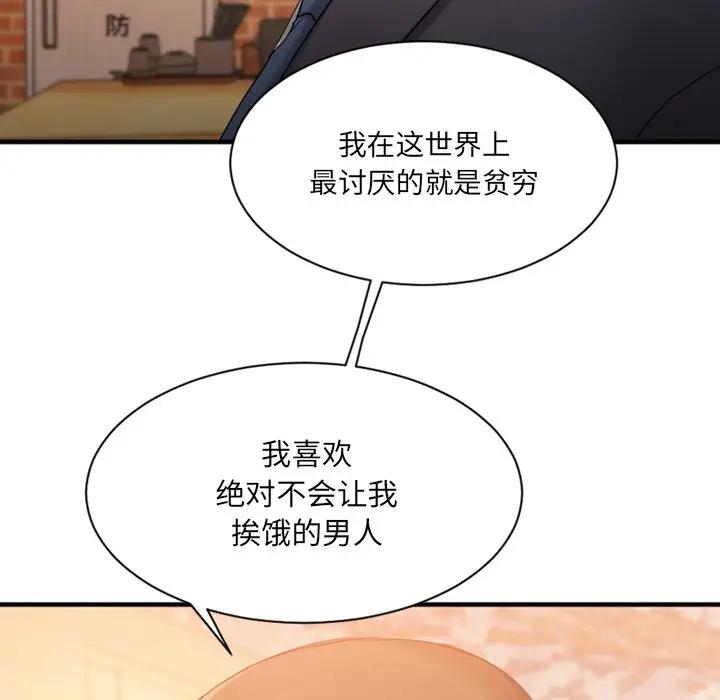 防
我在这世界上
最讨厌的就是贫穷
我喜欢
绝对不会让我
挨饿的男人